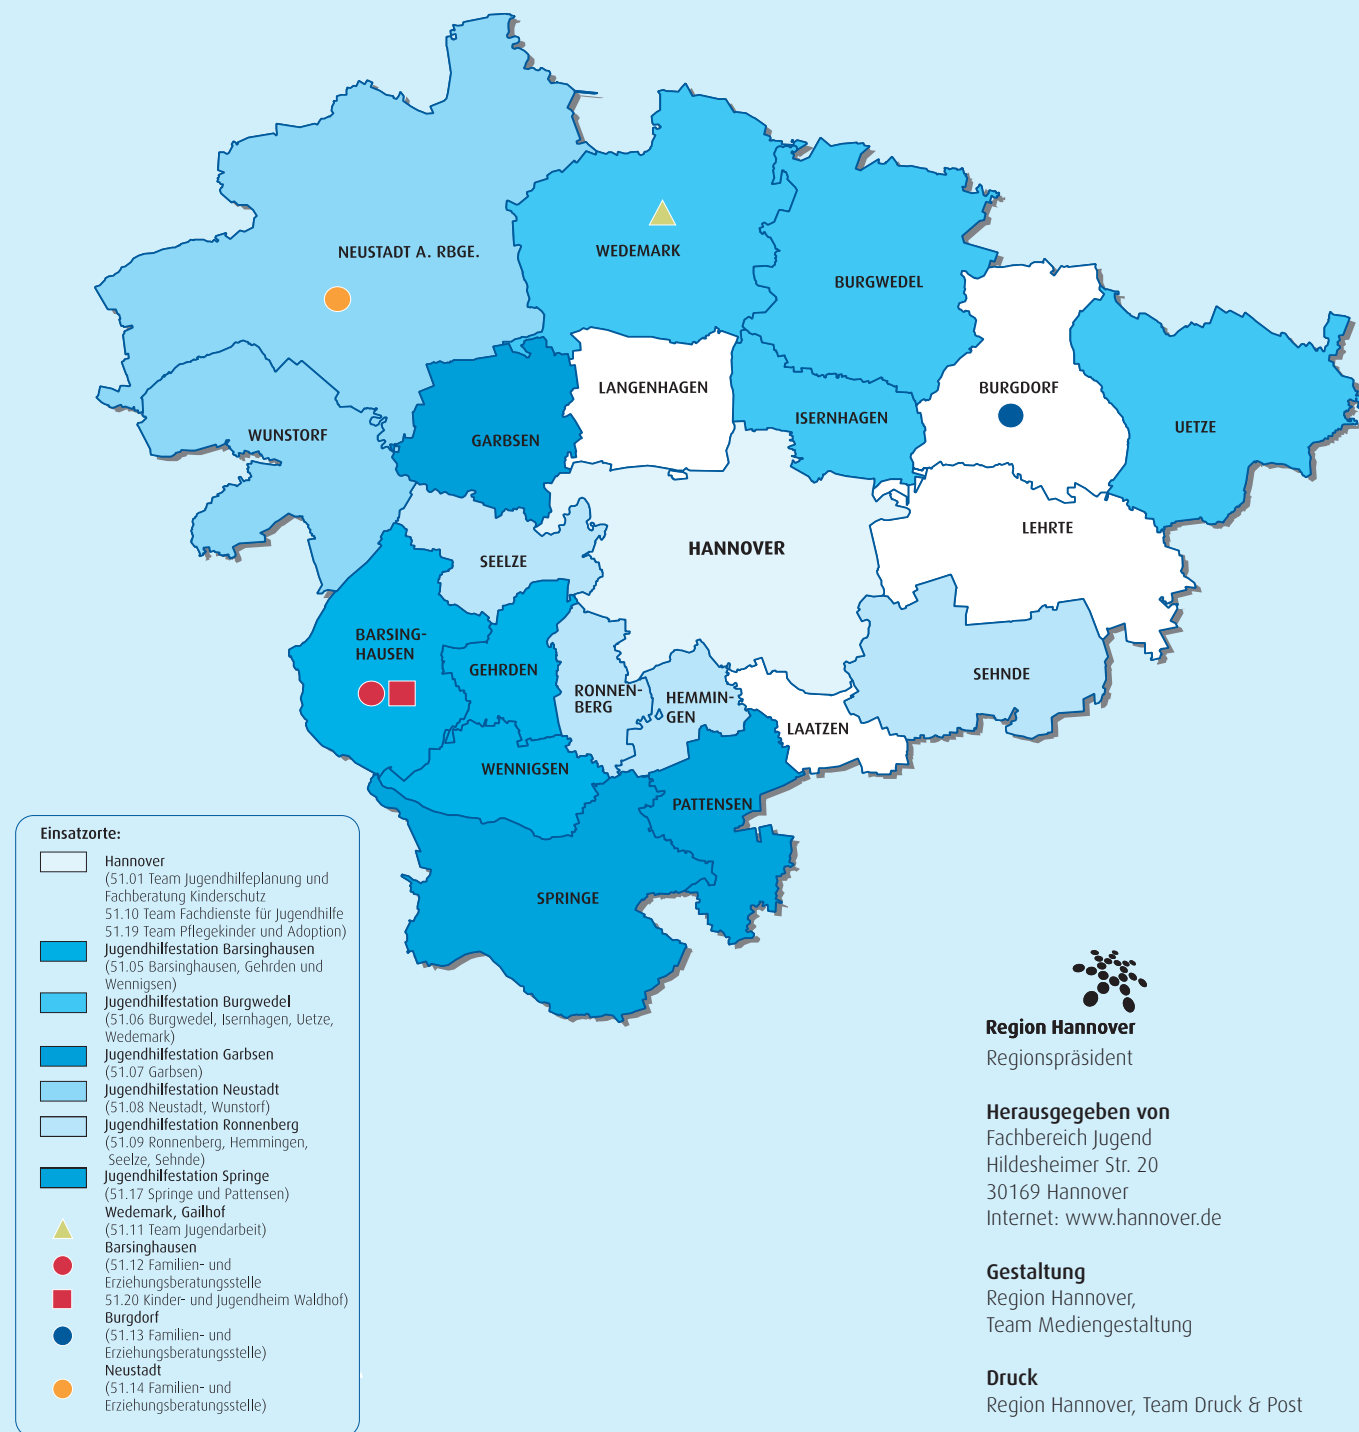 NEUSTADT A. RBGE.
WEDEMARK
BURGWEDEL
LANGENHAGEN
BURGDORF
ISERNHAGEN
UETZE
WUNSTORF
GARBSEN
LEHRTE
HANNOVER
SEELZE
BARSING-
HAUSEN
GEHRDEN
SEHNDE
RONNEN-
BERG
HEMMIN-
GEN
LAATZEN
WENNIGSEN
PATTENSEN
SPRINGE
Einsatzorte:
Hannover
(51.01 Team Jugendhilfeplanung und
Fachberatung Kinderschutz
51.10 Team Fachdienste für Jugendhilfe
51.19 Team Pflegekinder und Adoption)
Jugendhilfestation Barsinghausen
(51.05 Barsinghausen, Gehrden und
Wennigsen)
Jugendhilfestation Burgwedel
(51.06 Burgwedel, Isernhagen, Uetze,
Wedemark)
Jugendhilfestation Garbsen
(51.07 Garbsen)
Jugendhilfestation Neustadt
(51.08 Neustadt, Wunstorf)
Jugendhilfestation Ronnenberg
(51.09 Ronnenberg, Hemmingen,
Seelze, Sehnde)
Jugendhilfestation Springe
(51.17 Springe und Pattensen)
Wedemark, Gailhof
(51.11 Team Jugendarbeit)
Barsinghausen
(51.12 Familien- und
Erziehungsberatungsstelle
51.20 Kinder- und Jugendheim Waldhof)
Burgdorf
(51.13 Familien- und
Erziehungsberatungsstelle)
Neustadt
(51.14 Familien- und
Erziehungsberatungsstelle)
Region Hannover
Regionspräsident
Herausgegeben von
Fachbereich Jugend
Hildesheimer Str. 20
30169 Hannover
Internet: www.hannover.de
Gestaltung
Region Hannover,
Team Mediengestaltung
Druck
Region Hannover, Team Druck & Post